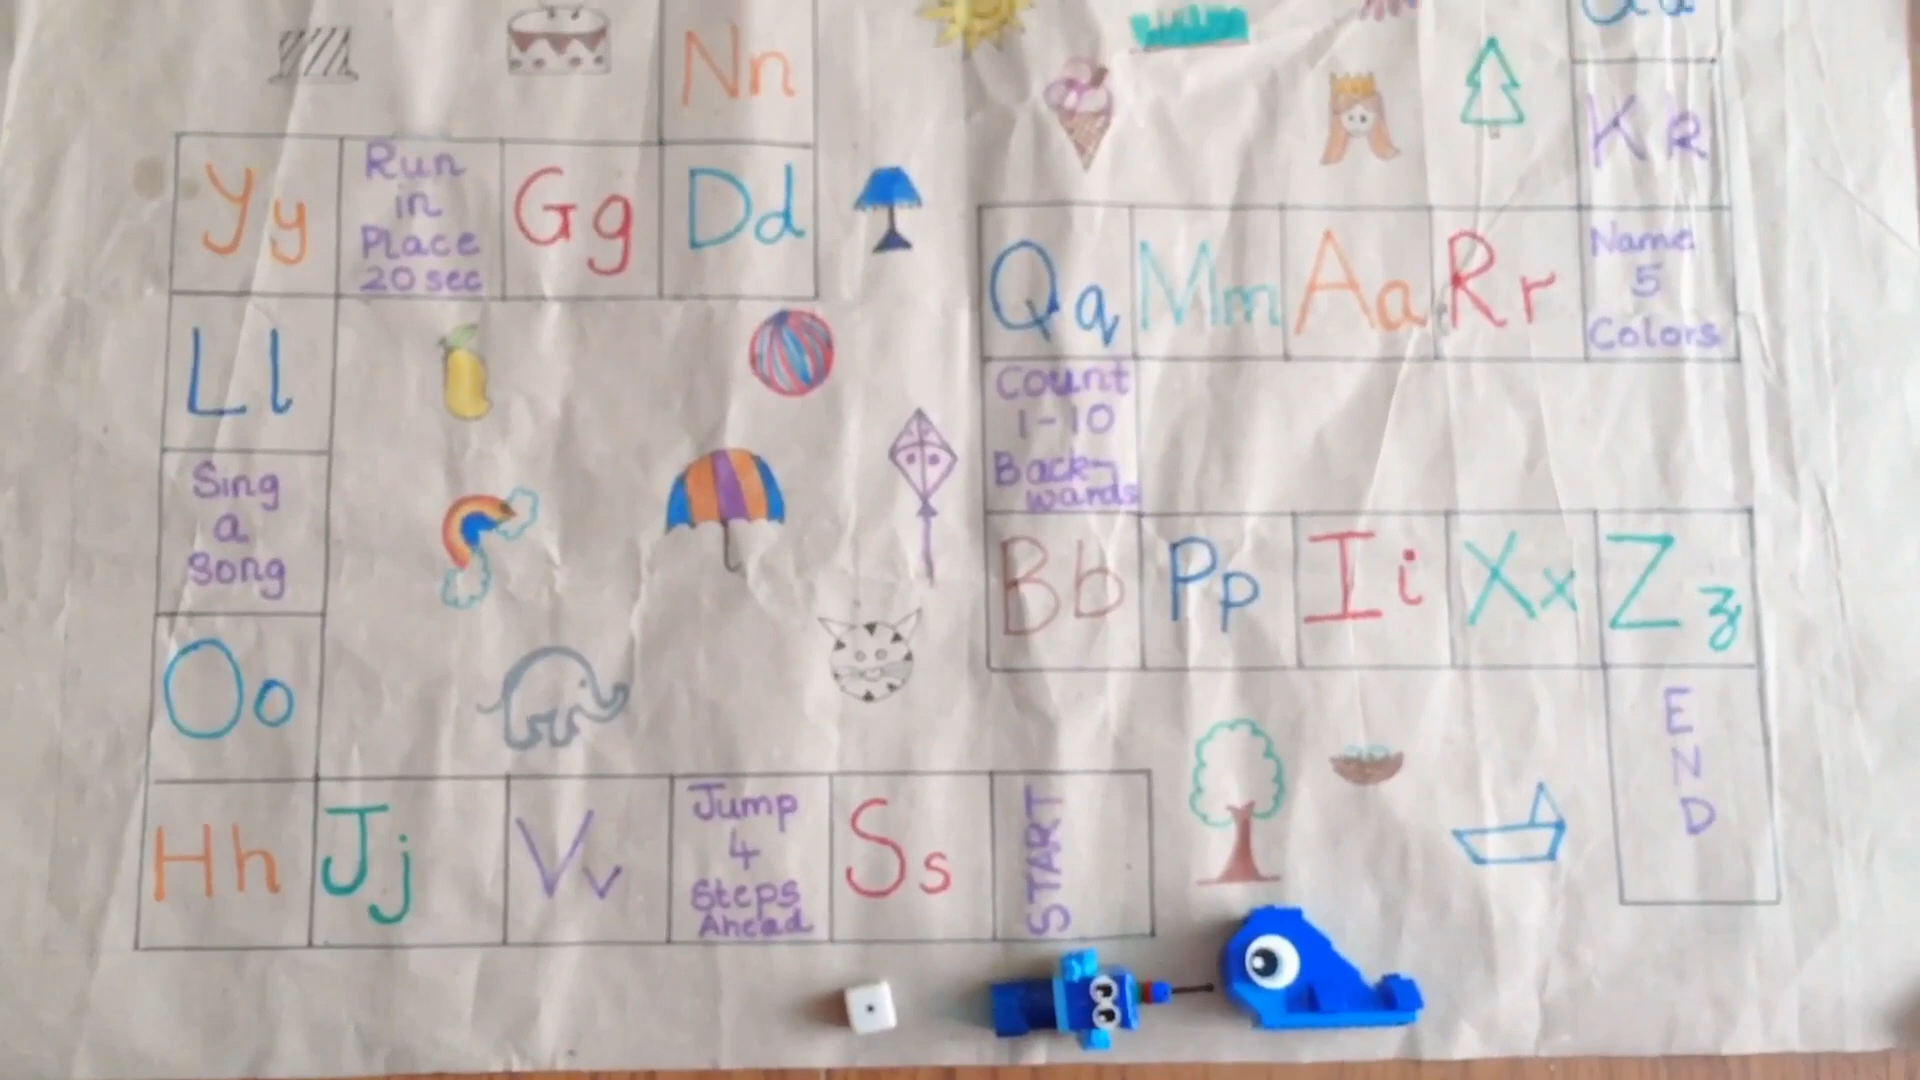 Nn
Kk
Yy
Run
in
Place
20 sec
Gg
Dd
Qq
Mm
Aa
Rr
Name
5
Colors
Ll
Count
1-10
Back-
wards
Sing
a
Song
Bb
Pp
Ii
Xx
Zz
Oo
END
Hh
Jj
Vv
Jump
4
Steps
Ahead
Ss
START